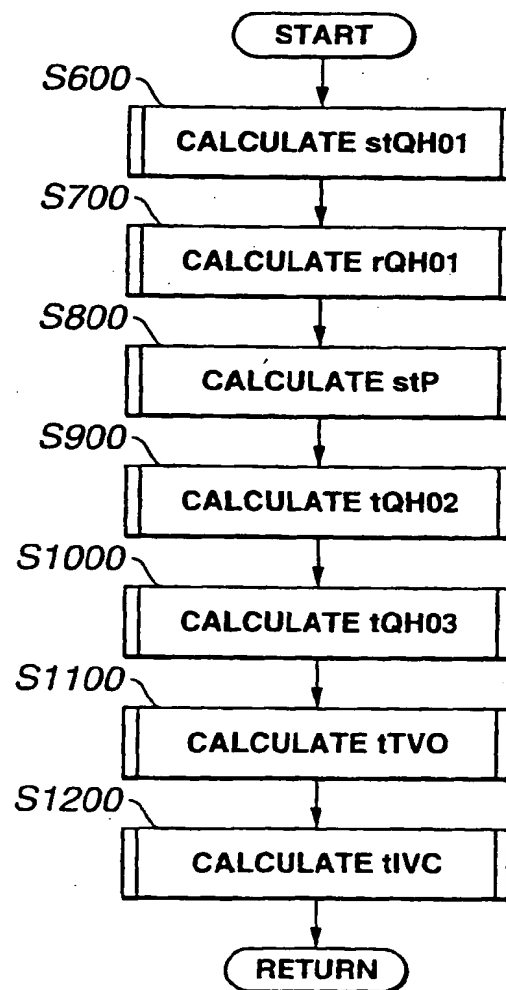 START
S600
CALCULATE stQH01
S700
CALCULATE rQH01
S800
CALCULATE stP
S900
CALCULATE tQH02
S1000
CALCULATE tQH03
S1100
CALCULATE tTVO
S1200
CALCULATE tIVC
RETURN